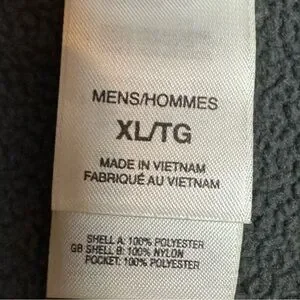 MENS/HOMMES
XL/TG
MADE IN VIETNAM
FABRIQUÉ AU VIETNAM
SHELL A: 100% POLYESTER
GB SHELL B: 100% NYLON
POCKET: 100% POLYESTER